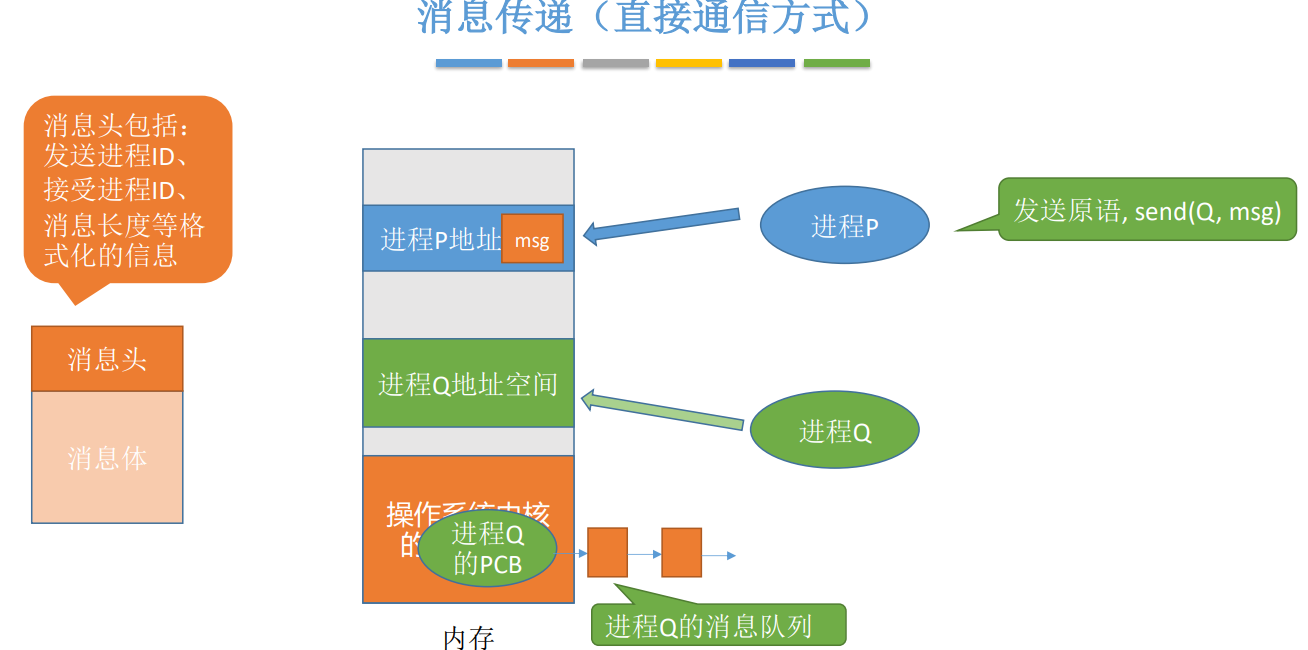 消息传递（直接通信方式）
消息头包括：
发送进程ID、
接受进程ID、
消息长度等格
式化的信息
消息头
消息体
进程P地址
msg
进程Q地址空间
操作系统内核
的
进程Q
的PCB
内存
进程P
发送原语, send(Q, msg)
进程Q
进程Q的消息队列